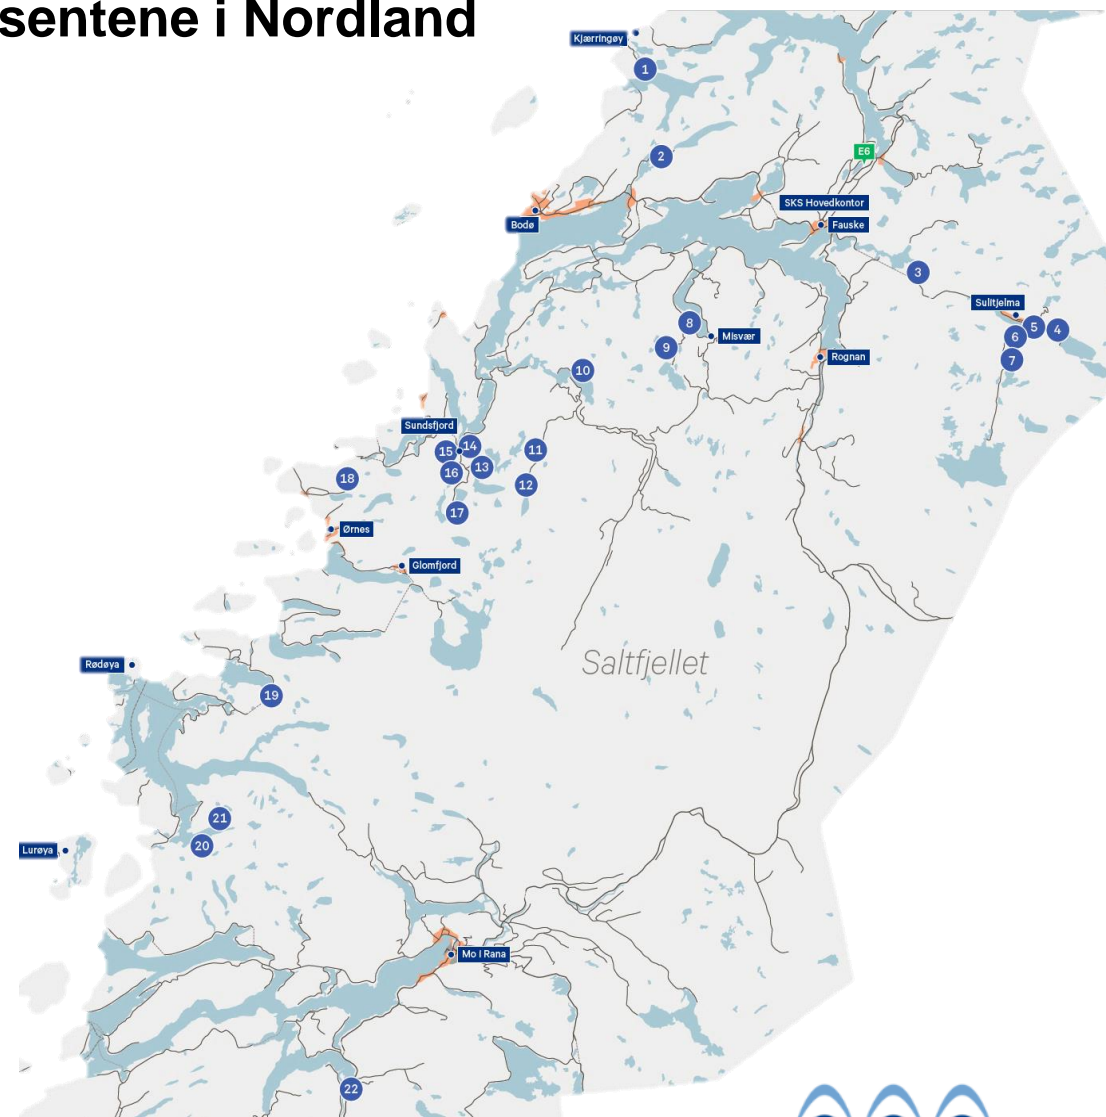 sentene i Nordland
Kjærringøy
1
2
E6
SKS Hovedkontor
Bodø
Fauske
3
Sulitjelma
8
5
4
6
Misvær
9
7
Rognan
10
Sundsfjord
14
15
11
13
16
18
12
17
Ørnes
Glomfjord
Saltfjellet
Rødøya
19
21
20
Lurøya
Mo i Rana
22